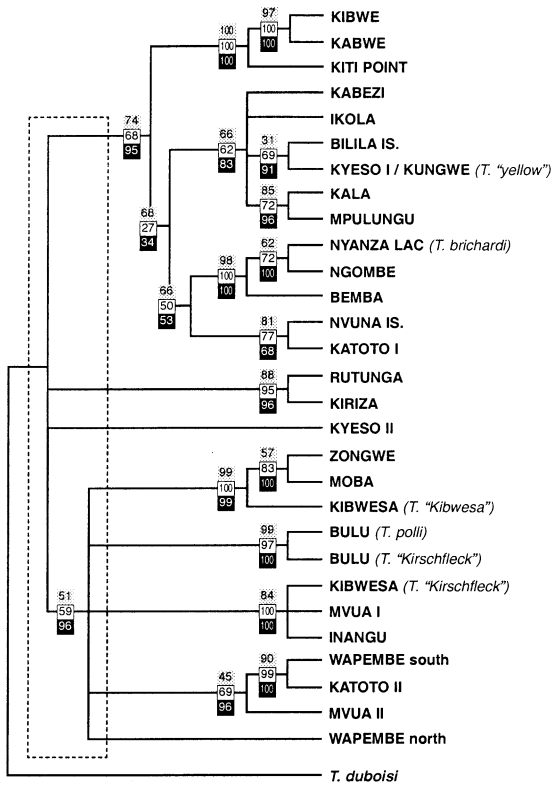 97
KIBWE
100
100
100
100
KABWE
100
100
KITI POINT
KABEZI
74
IKOLA
68
95
66
31
BILILA IS.
62
69
83
91
KYESO I / KUNGWE (T. “yellow”)
85
KALA
72
68
96
MPULUNGU
27
34
62
NYANZA LAC (T. brichardi)
98
72
100
100
NGOMBE
100
66
BEMBA
50
53
81
NVUNA IS.
77
68
KATOTO I
88
RUTUNGA
95
96
KIRIZA
KYESO II
57
ZONGWE
99
83
100
100
MOBA
99
KIBWESA (T. “Kibwesa”)
99
BULU (T. polli)
97
100
BULU (T. “Kirschfleck”)
51
84
KIBWESA (T. “Kirschfleck”)
59
100
MVUA I
96
100
INANGU
90
WAPEMBE south
45
99
69
100
KATOTO II
96
MVUA II
WAPEMBE north
T. duboisi